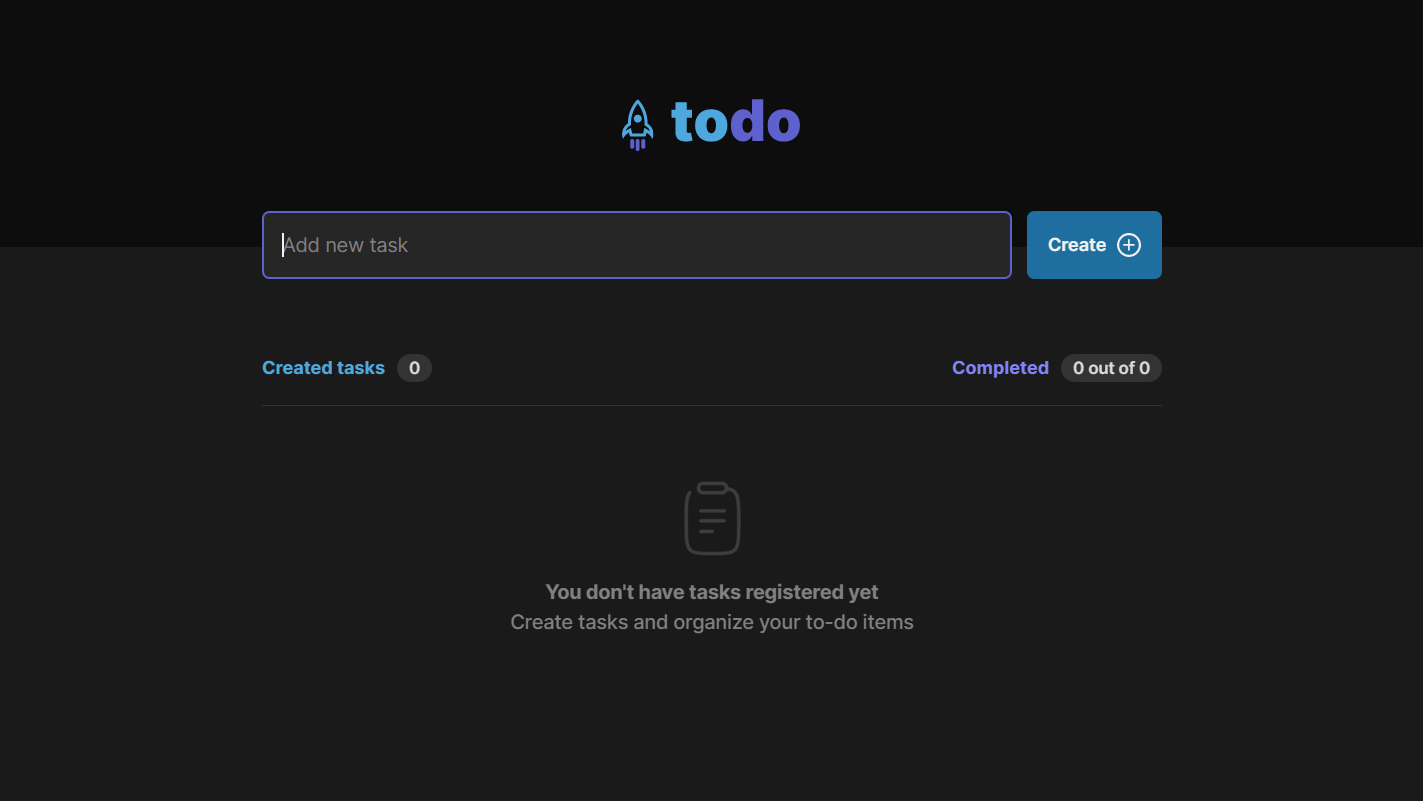 todo
Add new task
Create
Created tasks 0
Completed 0 out of 0
You don't have tasks registered yet
Create tasks and organize your to-do items